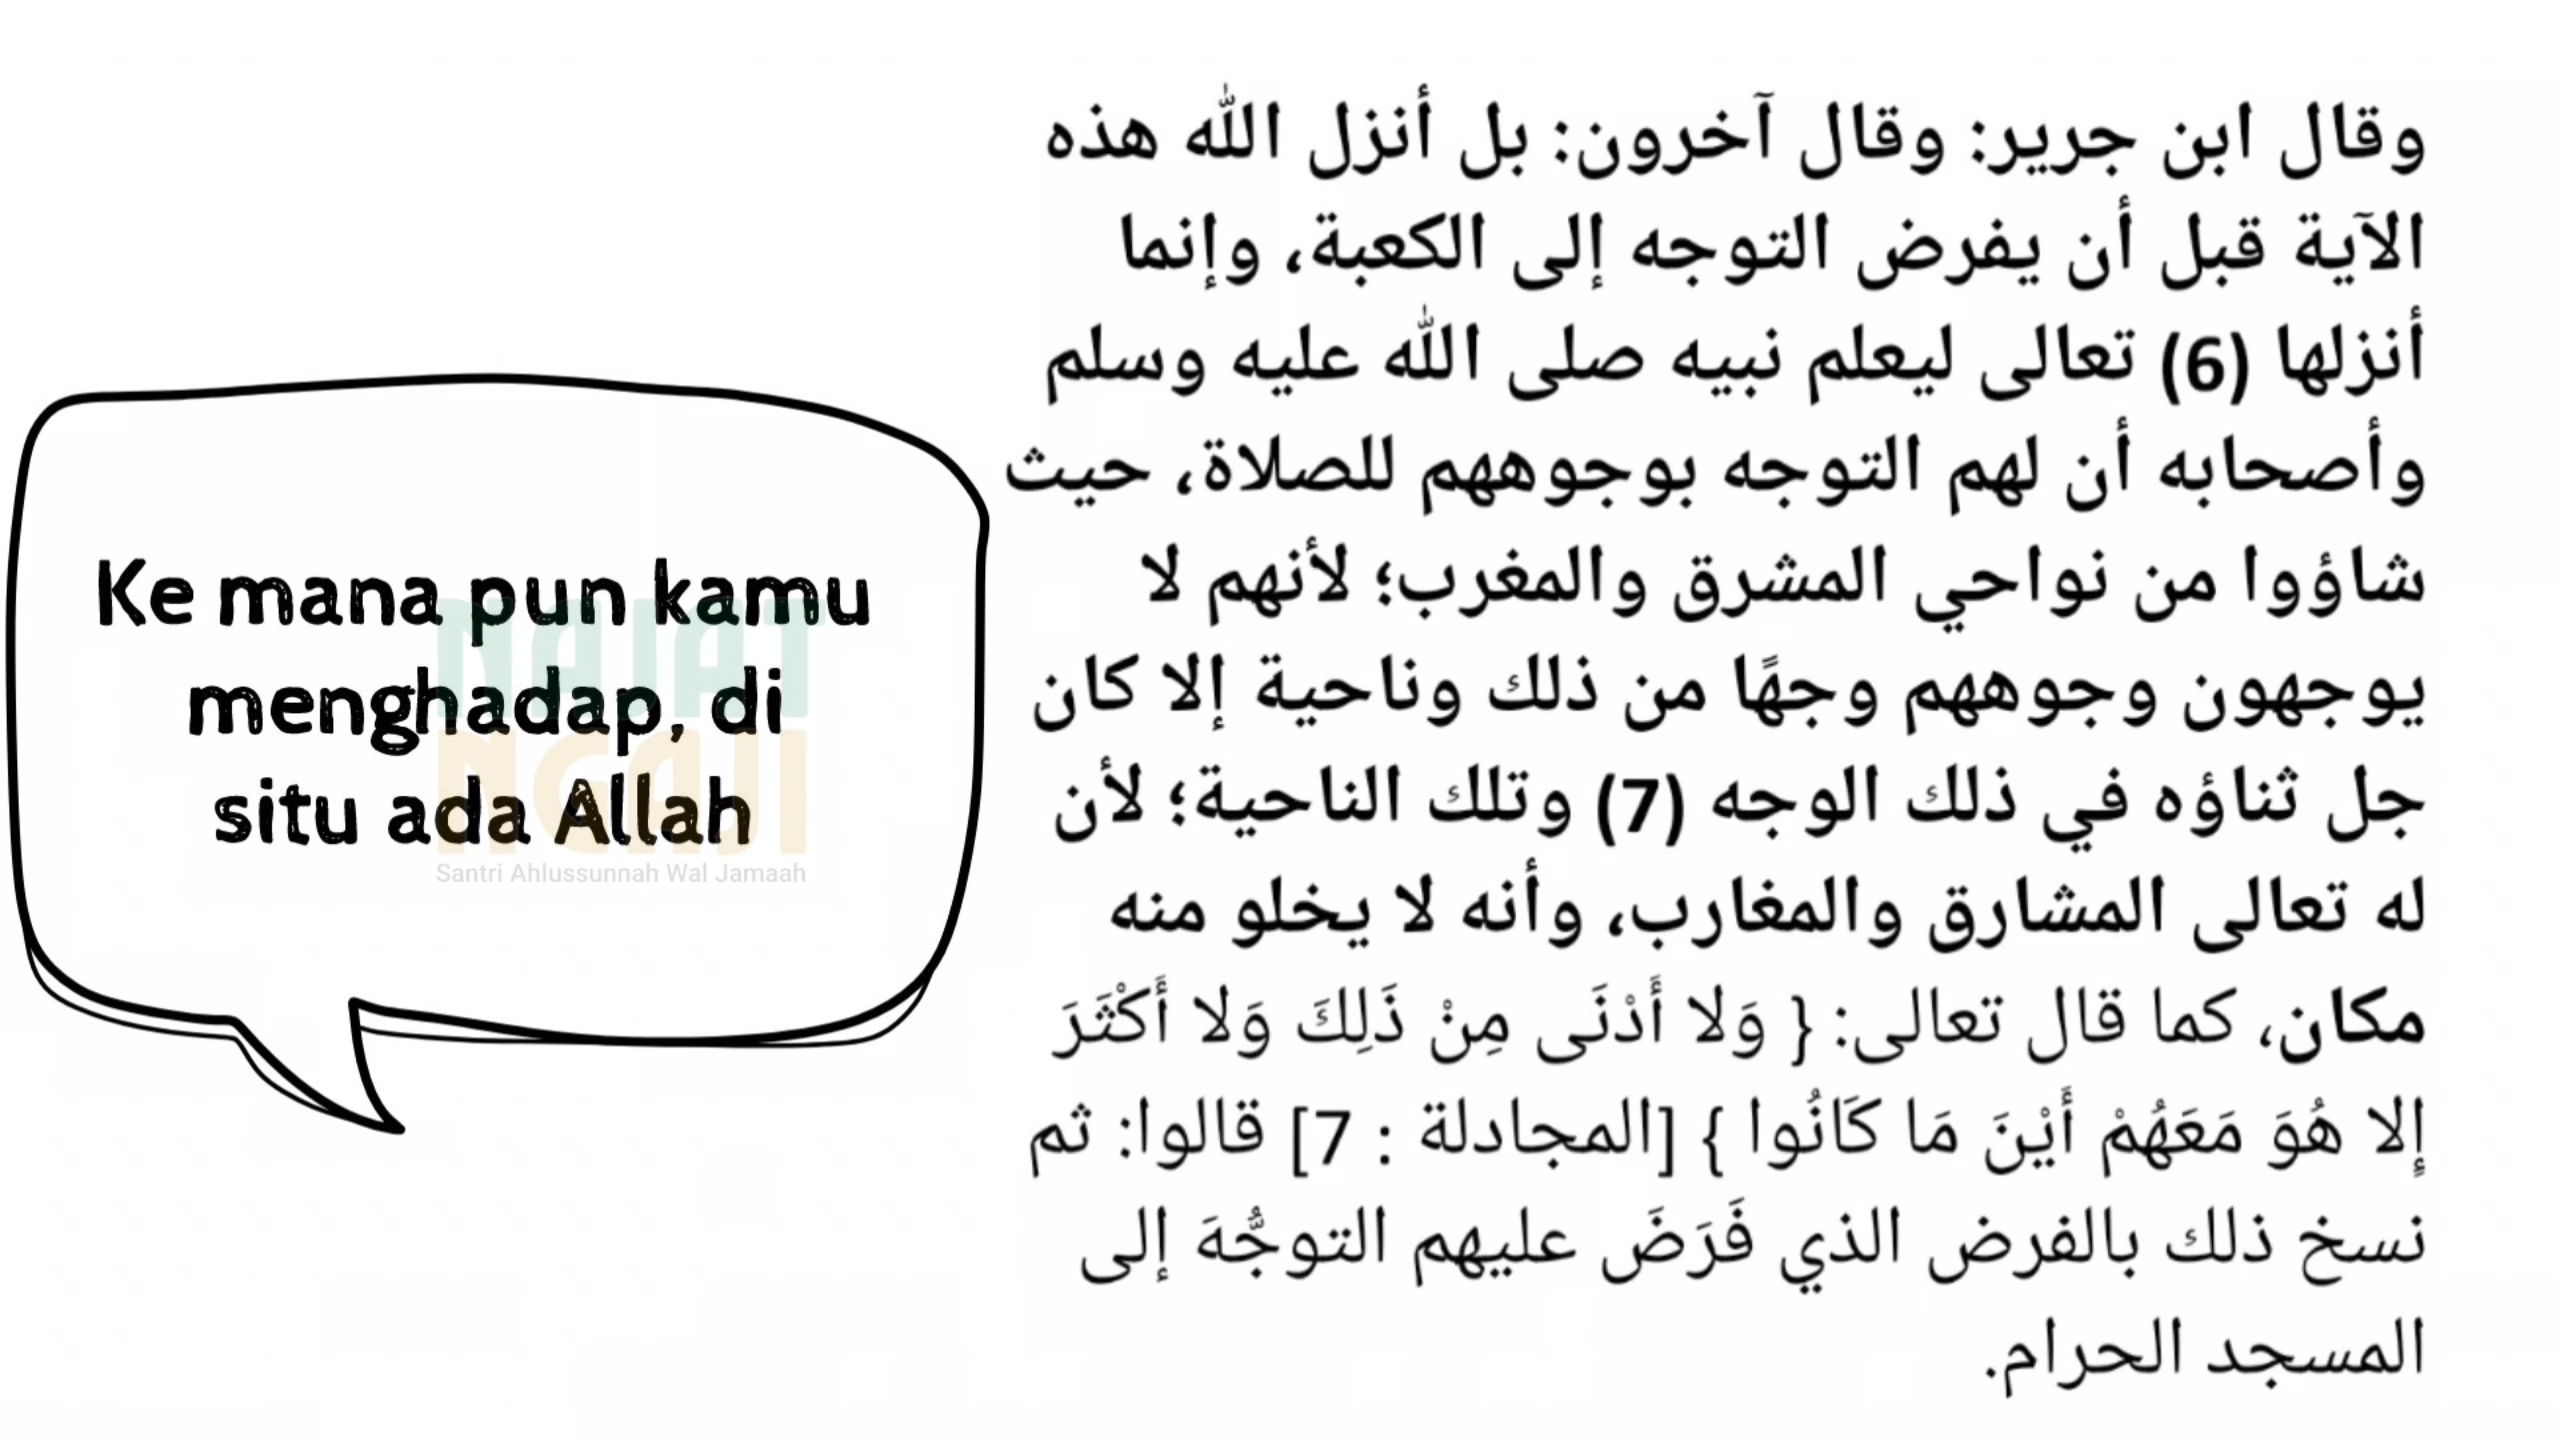 وقال ابن جرير: وقال آخرون: بل أنزل الله هذه
الآية قبل أن يفرض التوجه إلى الكعبة، وإنما
أنزلها (6) تعالى ليعلم نبيه صلى الله عليه وسلم
وأصحابه أن لهم التوجه بوجوههم للصلاة، حيث
شاؤوا من نواحي المشرق والمغرب؛ لأنهم لا
يوجهون وجوههم وجهًا من ذلك وناحية إلا كان
جل ثناؤه في ذلك الوجه (7) وتلك الناحية؛ لأن
له تعالى المشارق والمغارب، وأنه لا يخلو منه
مكان، كما قال تعالى: { وَلا أَدْنَى مِنْ ذَلِكَ وَلا أَكْثَرَ
إِلا هُوَ مَعَهُمْ أَيْنَ مَا كَانُوا } [المجادلة : 7] قالوا: ثم
نسخ ذلك بالفرض الذي فَرَضَ عليهم التوجُّهَ إلى
المسجد الحرام.
Ke mana pun kamu
menghadap, di
situ ada Allah
NAJAT
NGAJI
Santri Ahlussunnah Wal Jamaah